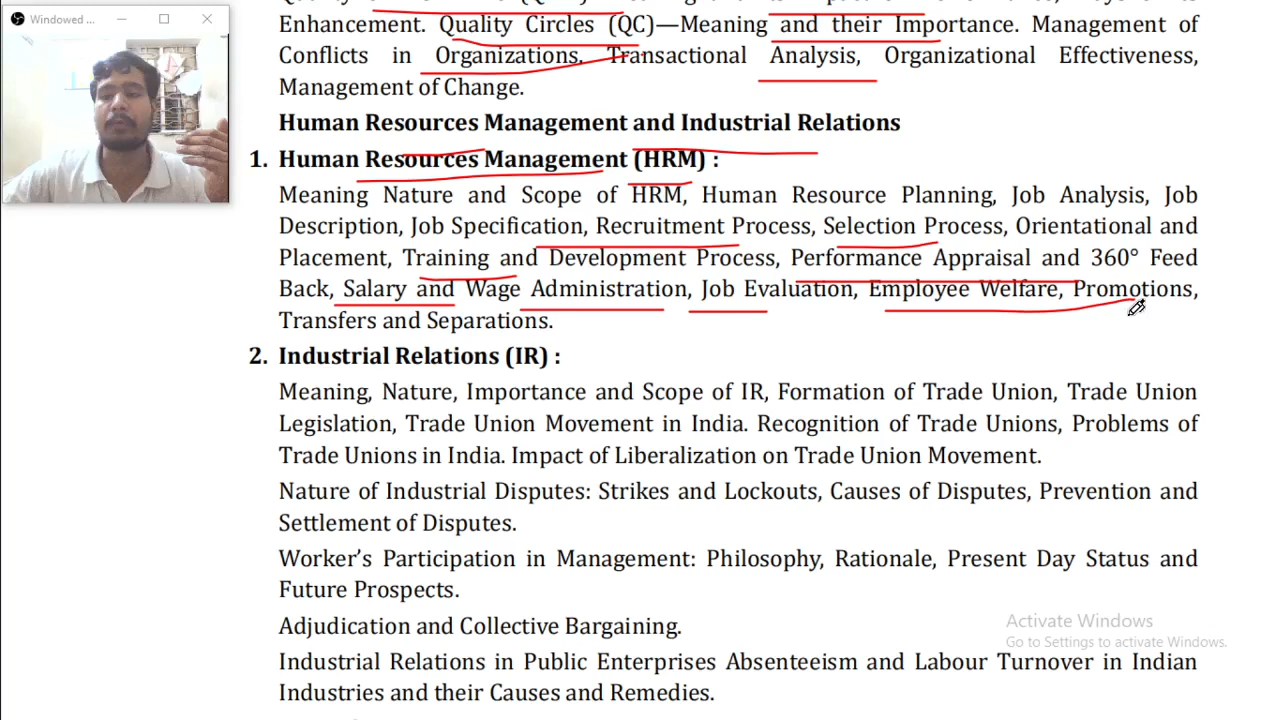 Windowed ...
Enhancement. Quality Circles (QC)—Meaning and their Importance. Management of
Conflicts in Organizations. Transactional Analysis, Organizational Effectiveness,
Management of Change.
Human Resources Management and Industrial Relations
1. Human Resources Management (HRM) :
Meaning Nature and Scope of HRM, Human Resource Planning, Job Analysis, Job
Description, Job Specification, Recruitment Process, Selection Process, Orientational and
Placement, Training and Development Process, Performance Appraisal and 360° Feed
Back, Salary and Wage Administration, Job Evaluation, Employee Welfare, Promotions,
Transfers and Separations.
2. Industrial Relations (IR) :
Meaning, Nature, Importance and Scope of IR, Formation of Trade Union, Trade Union
Legislation, Trade Union Movement in India. Recognition of Trade Unions, Problems of
Trade Unions in India. Impact of Liberalization on Trade Union Movement.
Nature of Industrial Disputes: Strikes and Lockouts, Causes of Disputes, Prevention and
Settlement of Disputes.
Worker’s Participation in Management: Philosophy, Rationale, Present Day Status and
Future Prospects.
Adjudication and Collective Bargaining.
Industrial Relations in Public Enterprises Absenteeism and Labour Turnover in Indian
Industries and their Causes and Remedies.
Activate Windows
Go to Settings to activate Windows.